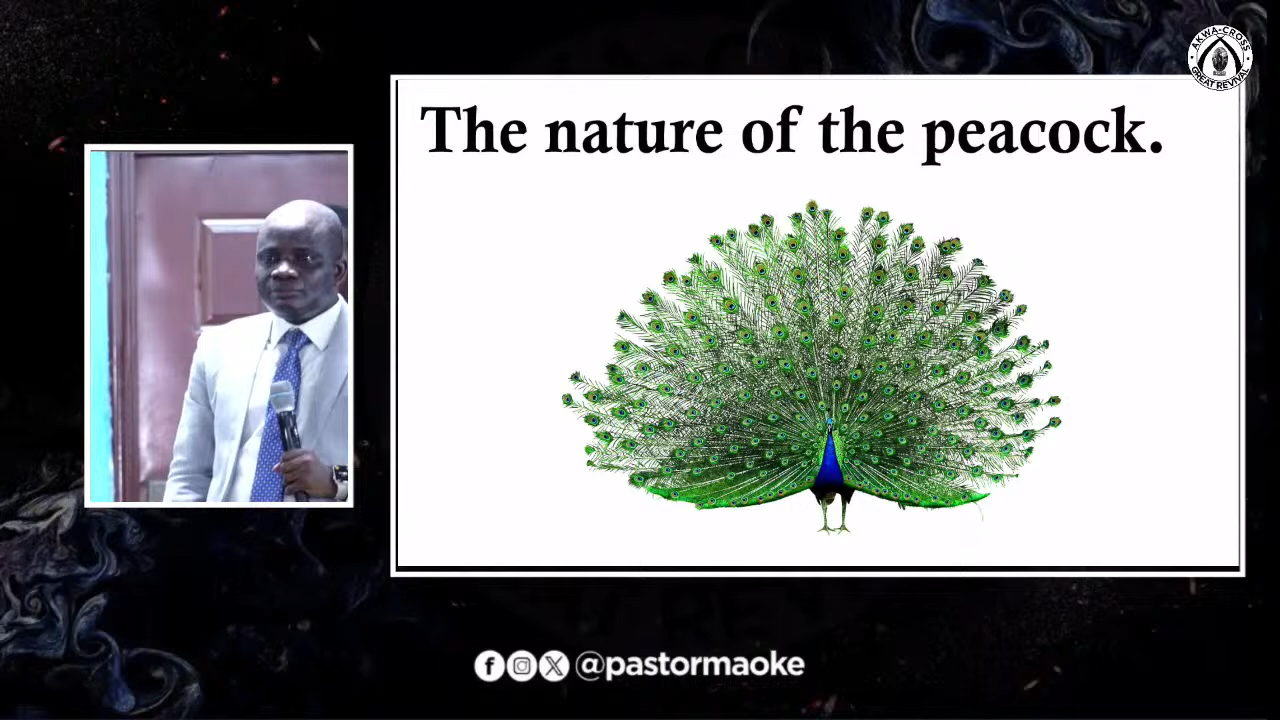 AKWA-CROSS
GREAT REVIVAL
The nature of the peacock.
@pastormaoke